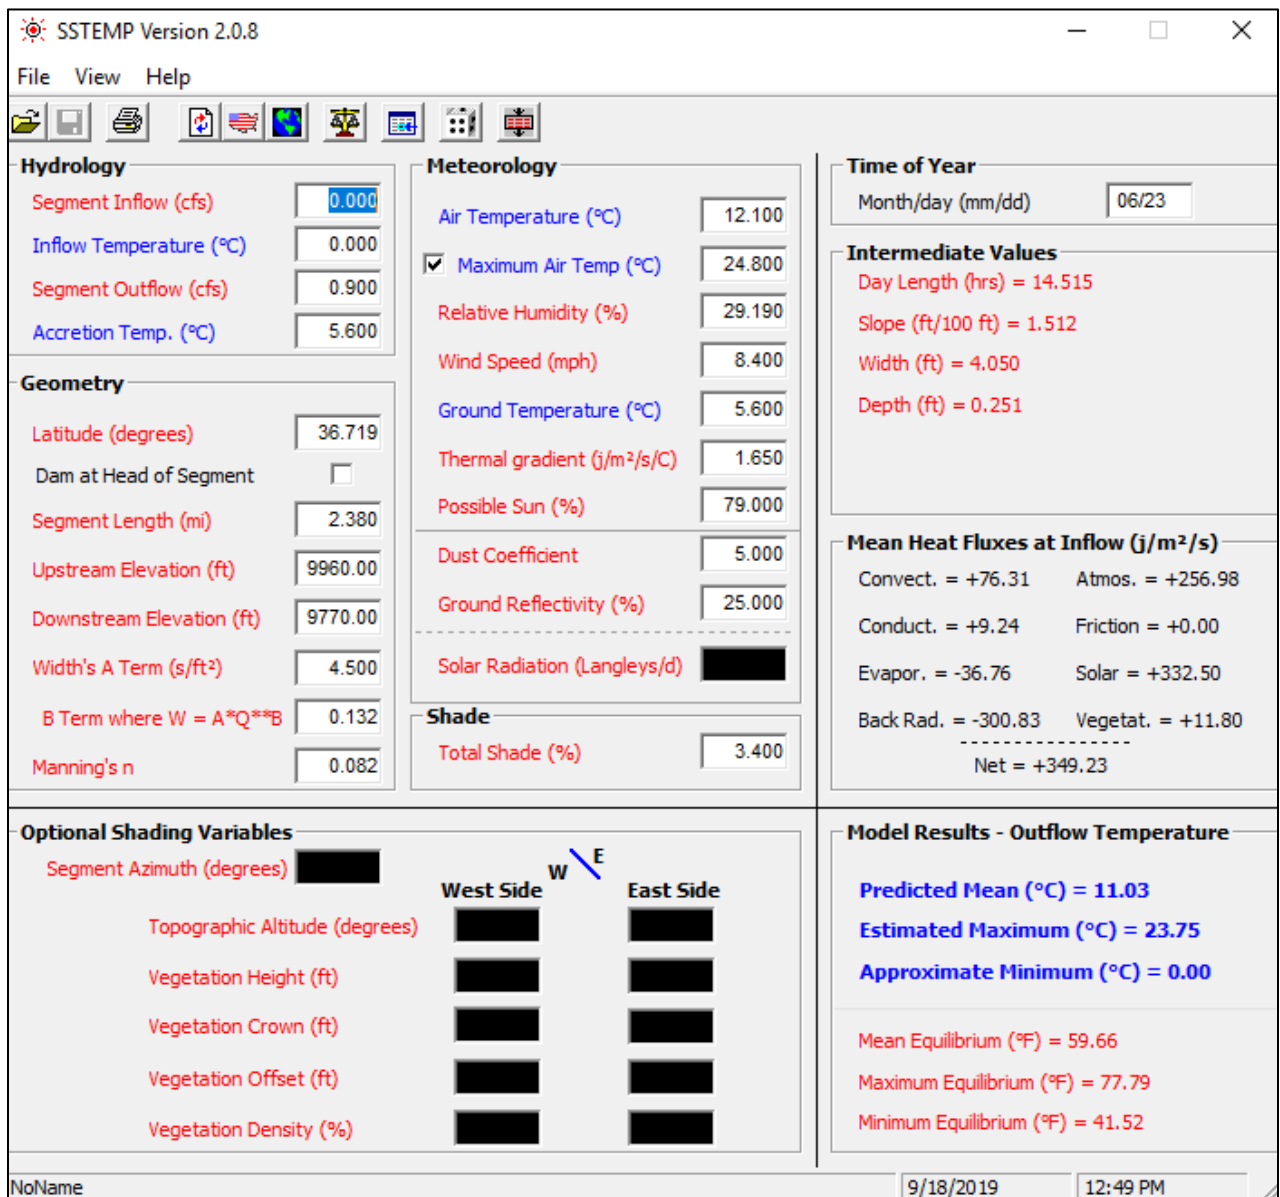 SSTEMP Version 2.0.8
File View Help
Hydrology
Segment Inflow (cfs) 0.000
Inflow Temperature (°C) 0.000
Segment Outflow (cfs) 0.900
Accretion Temp. (°C) 5.600
Geometry
Latitude (degrees) 36.719
Dam at Head of Segment
Segment Length (mi) 2.380
Upstream Elevation (ft) 9960.00
Downstream Elevation (ft) 9770.00
Width's A Term (s/ft²) 4.500
B Term where W = A*Q**B 0.132
Manning's n 0.082
Meteorology
Air Temperature (°C) 12.100
Maximum Air Temp (°C) 24.800
Relative Humidity (%) 29.190
Wind Speed (mph) 8.400
Ground Temperature (°C) 5.600
Thermal gradient (j/m²/s/C) 1.650
Possible Sun (%) 79.000
Dust Coefficient 5.000
Ground Reflectivity (%) 25.000
Solar Radiation (Langleys/d)
Shade
Total Shade (%) 3.400
Time of Year
Month/day (mm/dd) 06/23
Intermediate Values
Day Length (hrs) = 14.515
Slope (ft/100 ft) = 1.512
Width (ft) = 4.050
Depth (ft) = 0.251
Mean Heat Fluxes at Inflow (j/m²/s)
Convect. = +76.31 Atmos. = +256.98
Conduct. = +9.24 Friction = +0.00
Evapor. = -36.76 Solar = +332.50
Back Rad. = -300.83 Vegetat. = +11.80
Net = +349.23
Optional Shading Variables
Segment Azimuth (degrees)
W E
West Side East Side
Topographic Altitude (degrees)
Vegetation Height (ft)
Vegetation Crown (ft)
Vegetation Offset (ft)
Vegetation Density (%)
Model Results - Outflow Temperature
Predicted Mean (°C) = 11.03
Estimated Maximum (°C) = 23.75
Approximate Minimum (°C) = 0.00
Mean Equilibrium (°F) = 59.66
Maximum Equilibrium (°F) = 77.79
Minimum Equilibrium (°F) = 41.52
NoName 9/18/2019 12:49 PM